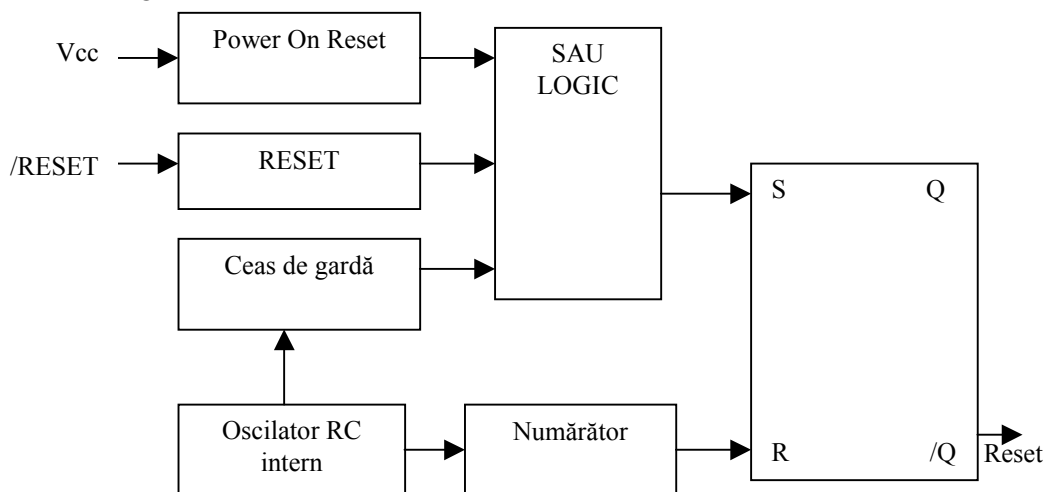 Power On Reset
Vcc
SAU
LOGIC
/RESET
RESET
S
Q
Ceas de gardă
Oscilator RC
intern
Numărător
R
/Q
Reset